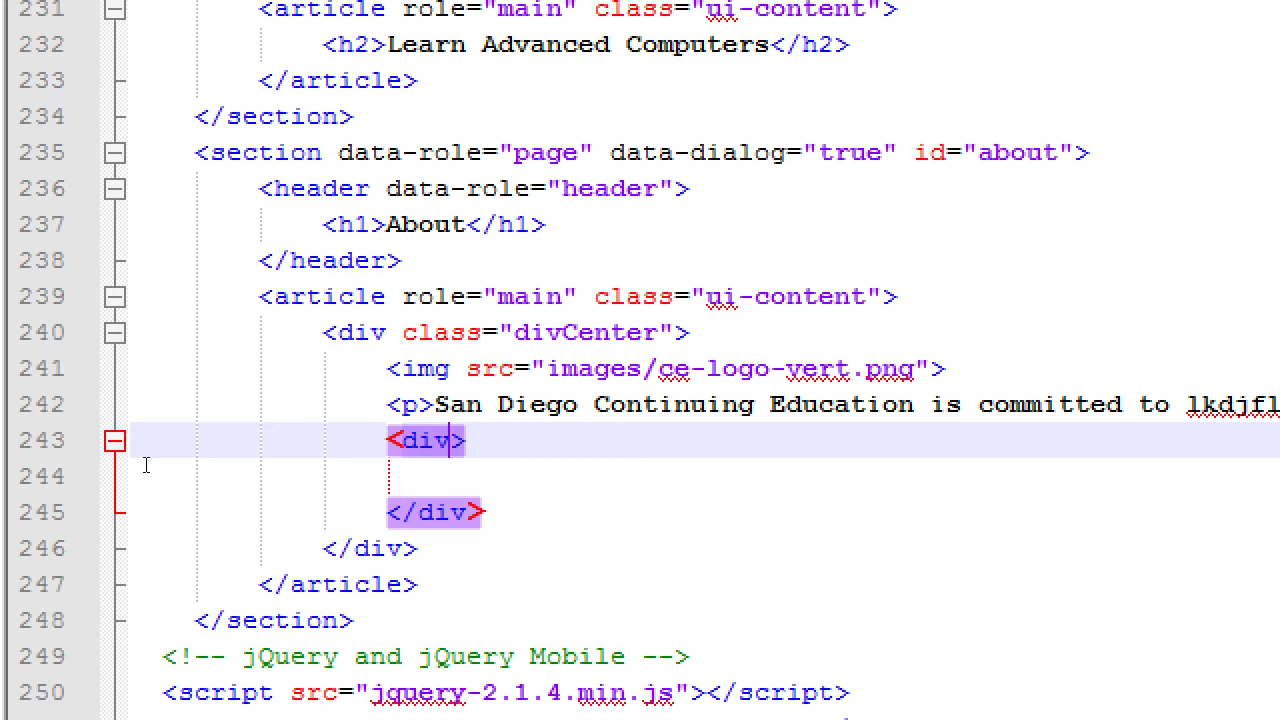 231 <article role="main" class="ui-content">
232 <h2>Learn Advanced Computers</h2>
233 </article>
234 </section>
235 <section data-role="page" data-dialog="true" id="about">
236 <header data-role="header">
237 <h1>About</h1>
238 </header>
239 <article role="main" class="ui-content">
240 <div class="divCenter">
241 <img src="images/ce-logo-vert.png">
242 <p>San Diego Continuing Education is committed to lkdjfl
243 <div>
244
245 </div>
246 </div>
247 </article>
248 </section>
249 <!-- jQuery and jQuery Mobile -->
250 <script src="jquery-2.1.4.min.js"></script>